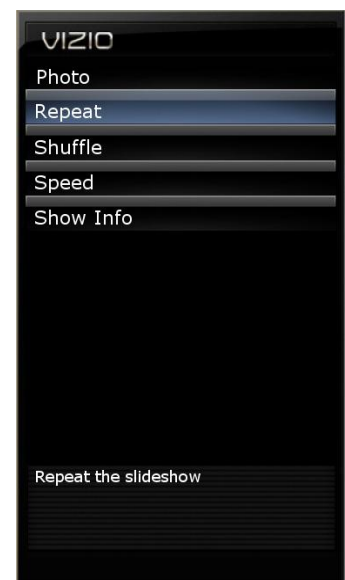 VIZIO
Photo
Repeat
Shuffle
Speed
Show Info
Repeat the slideshow